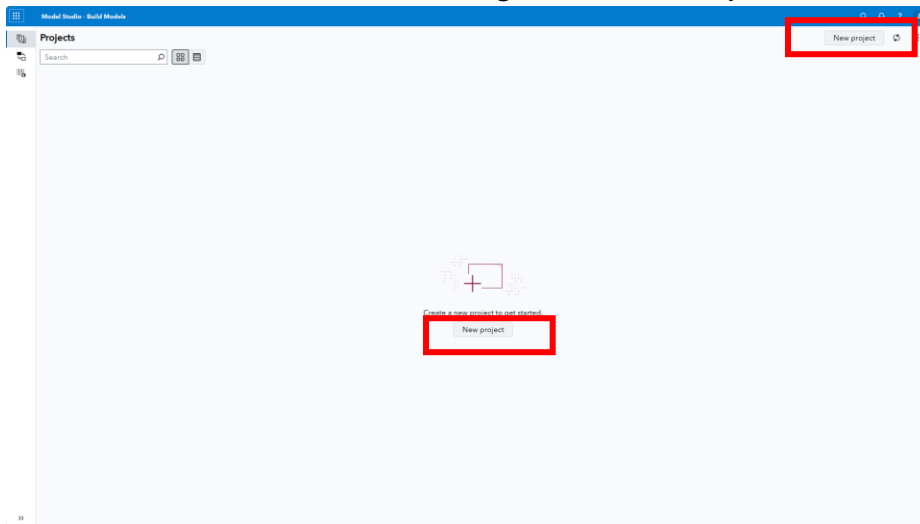 Model Studio - Build Models
Projects
New project
Search
Create a new project to get started.
New project